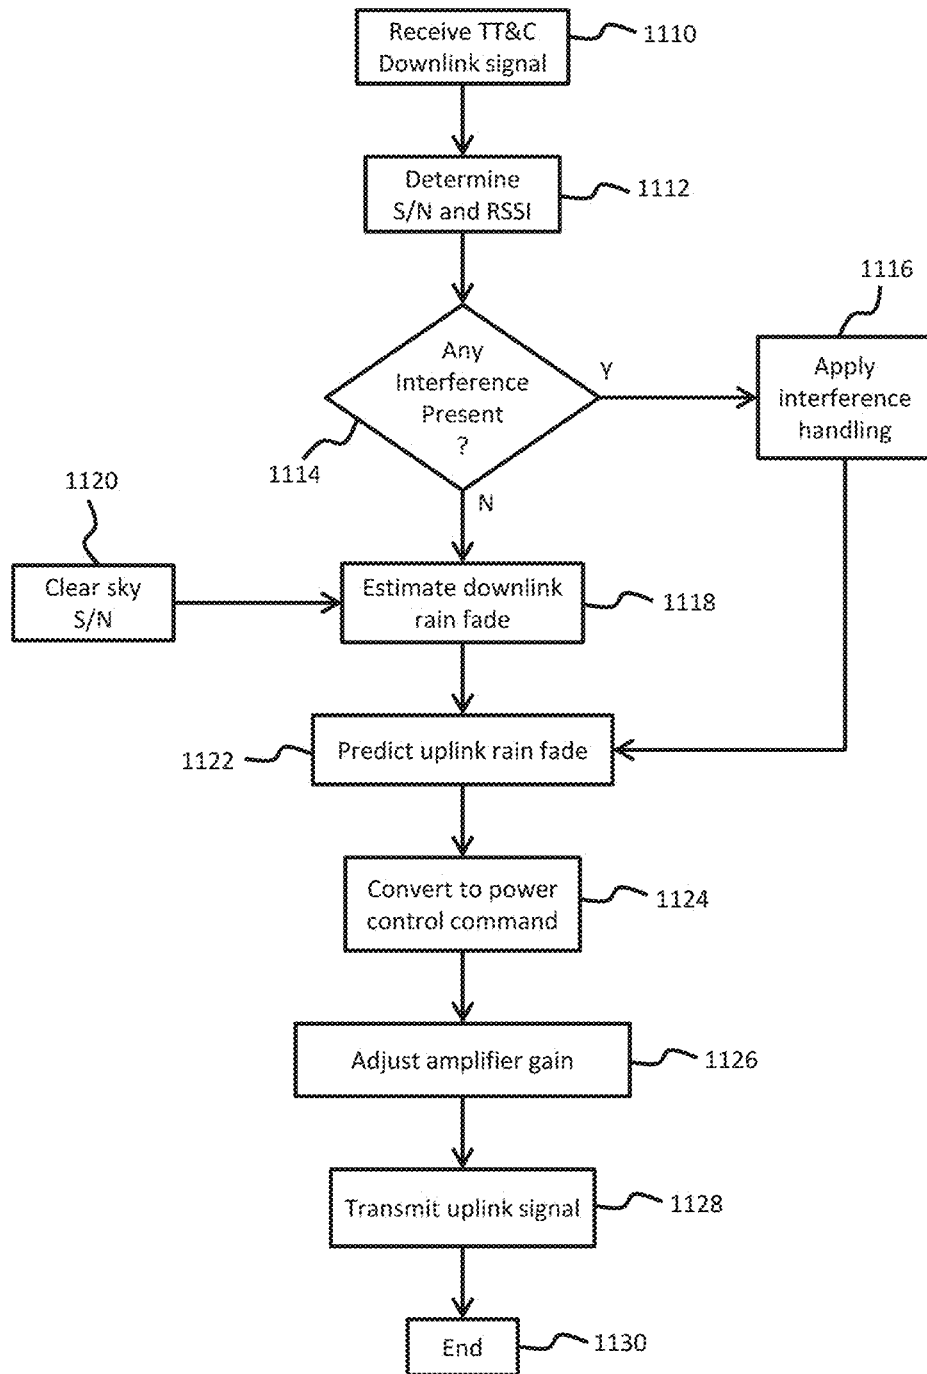 Receive TT&C
Downlink signal
1110
Determine
S/N and RSSI
1112
Any
Interference
Present
?
1114
Y
N
1116
Apply
interference
handling
1120
Clear sky
S/N
Estimate downlink
rain fade
1118
Predict uplink rain fade
1122
Convert to power
control command
1124
Adjust amplifier gain
1126
Transmit uplink signal
1128
End
1130